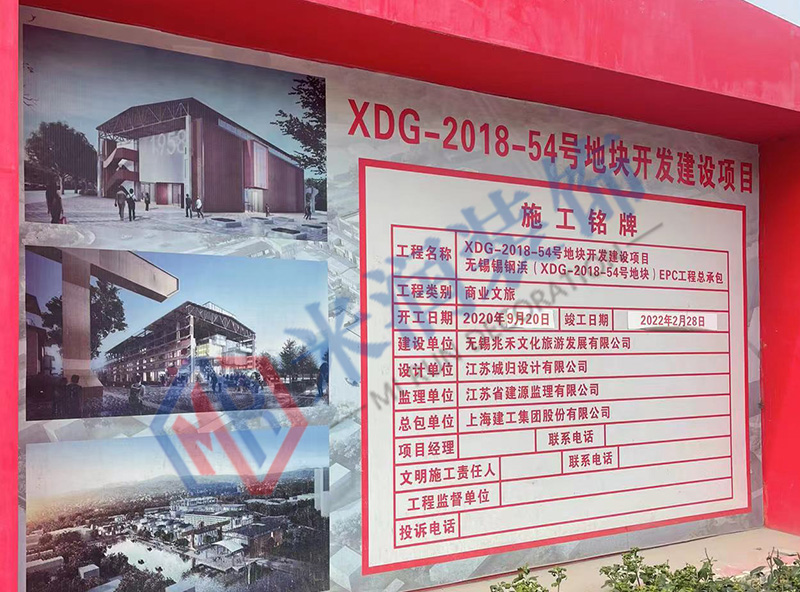 1958
XDG-2018-54号地块开发建设项目
施工铭牌
工程名称 XDG-2018-54号地块开发建设项目
无锡锡钢浜（XDG-2018-54号地块）EPC工程总承包
工程类别 商业文旅
开工日期 2020年9月20日 竣工日期 2022年2月28日
建设单位 无锡兆禾文化旅游发展有限公司
设计单位 江苏城归设计有限公司
监理单位 江苏省建源监理有限公司
总包单位 上海建工集团股份有限公司
项目经理 联系电话
文明施工责任人 联系电话
工程监督单位
投诉电话
米润装饰
MI RUN DECORATION